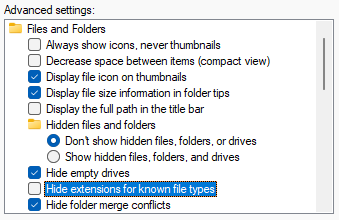 Advanced settings:
Files and Folders
Always show icons, never thumbnails
Decrease space between items (compact view)
Display file icon on thumbnails
Display file size information in folder tips
Display the full path in the title bar
Hidden files and folders
Don't show hidden files, folders, or drives
Show hidden files, folders, and drives
Hide empty drives
Hide extensions for known file types
Hide folder merge conflicts